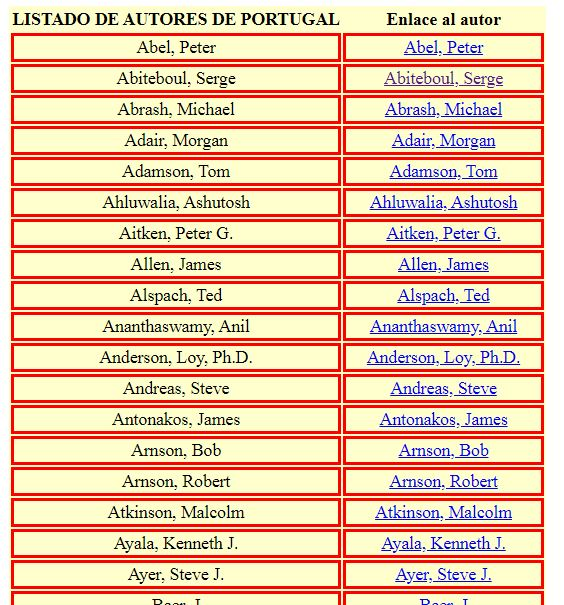 LISTADO DE AUTORES DE PORTUGAL Enlace al autor
Abel, Peter Abel, Peter
Abiteboul, Serge Abiteboul, Serge
Abrash, Michael Abrash, Michael
Adair, Morgan Adair, Morgan
Adamson, Tom Adamson, Tom
Ahluwalia, Ashutosh Ahluwalia, Ashutosh
Aitken, Peter G. Aitken, Peter G.
Allen, James Allen, James
Alspach, Ted Alspach, Ted
Ananthaswamy, Anil Ananthaswamy, Anil
Anderson, Loy, Ph.D. Anderson, Loy, Ph.D.
Andreas, Steve Andreas, Steve
Antonakos, James Antonakos, James
Arnson, Bob Arnson, Bob
Arnson, Robert Arnson, Robert
Atkinson, Malcolm Atkinson, Malcolm
Ayala, Kenneth J. Ayala, Kenneth J.
Ayer, Steve J. Ayer, Steve J.